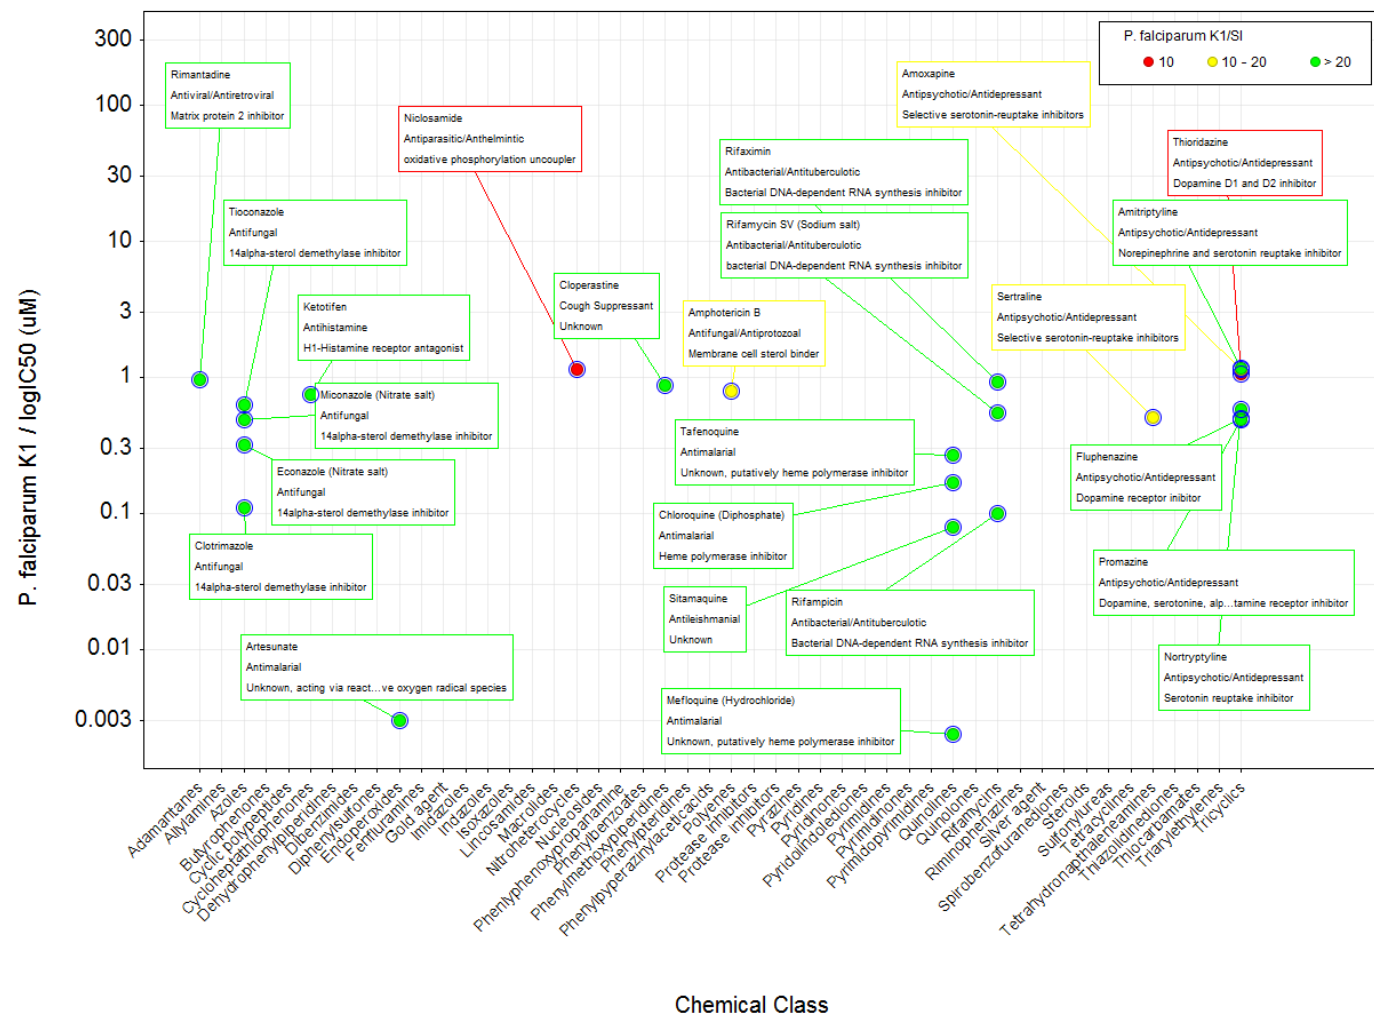 P. falciparum K1/SI
10
10 - 20
> 20
P. falciparum K1 / logIC50 (uM)
300
100
30
10
3
1
0.3
0.1
0.03
0.01
0.003
Rimantadine
Antiviral/Antiretroviral
Matrix protein 2 inhibitor
Niclosamide
Antiparasitic/Anthelmintic
oxidative phosphorylation uncoupler
Amoxapine
Antipsychotic/Antidepressant
Selective serotonin-reuptake inhibitors
Rifaximin
Antibacterial/Antituberculotic
Bacterial DNA-dependent RNA synthesis inhibitor
Thioridazine
Antipsychotic/Antidepressant
Dopamine D1 and D2 inhibitor
Tioconazole
Antifungal
14alpha-sterol demethylase inhibitor
Rifamycin SV (Sodium salt)
Antibacterial/Antituberculotic
bacterial DNA-dependent RNA synthesis inhibitor
Amitriptyline
Antipsychotic/Antidepressant
Norepinephrine and serotonin reuptake inhibitor
Ketotifen
Antihistamine
H1-Histamine receptor antagonist
Cloperastine
Cough Suppressant
Unknown
Amphotericin B
Antifungal/Antiprotozoal
Membrane cell sterol binder
Sertraline
Antipsychotic/Antidepressant
Selective serotonin-reuptake inhibitors
Miconazole (Nitrate salt)
Antifungal
14alpha-sterol demethylase inhibitor
Tafenoquine
Antimalarial
Unknown, putatively heme polymerase inhibitor
Econazole (Nitrate salt)
Antifungal
14alpha-sterol demethylase inhibitor
Fluphenazine
Antipsychotic/Antidepressant
Dopamine receptor inibitor
Chloroquine (Diphosphate)
Antimalarial
Heme polymerase inhibitor
Clotrimazole
Antifungal
14alpha-sterol demethylase inhibitor
Promazine
Antipsychotic/Antidepressant
Dopamine, serotonine, alp...tamine receptor inhibitor
Sitamaquine
Antileishmanial
Unknown
Rifampicin
Antibacterial/Antituberculotic
Bacterial DNA-dependent RNA synthesis inhibitor
Artesunate
Antimalarial
Unknown, acting via react...ve oxygen radical species
Nortryptyline
Antipsychotic/Antidepressant
Serotonin reuptake inhibitor
Mefloquine (Hydrochloride)
Antimalarial
Unknown, putatively heme polymerase inhibitor
Adamantanes
Allylamines
Azoles
Butyrophenones
Cyclic polypeptides
Cycloheptathiophenones
Dehydrophenylpiperidines
Dibenzimides
Diphenylsulfones
Endoperoxides
Fenfluramines
Gold agent
Imidazoles
Indazoles
Isoxazoles
Lincosamides
Macrolides
Nitroheterocycles
Nucleosides
Phenlyphenoxypropanamine
Phenylbenzoates
Phenylmethoxylpiperidines
Phenylpteridines
Phenylpyperazinylaceticacids
Polyenes
Protease Inhibitors
Protease inhibitors
Pyrazines
Pyridines
Pyridones
Pyridolindoleiones
Pyrimidines
Pyrimidinones
Pyrimidopyrimidines
Quinolines
Quinones
Rifamycins
Riminophenazines
Silver agent
Spirobenzofuranediones
Steroids
Sulfonylureas
Tetracyclines
Tetrahydronapthaleneamines
Thiazolidinediones
Thiocarbamates
Triarylethylenes
Tricyclics
Chemical Class